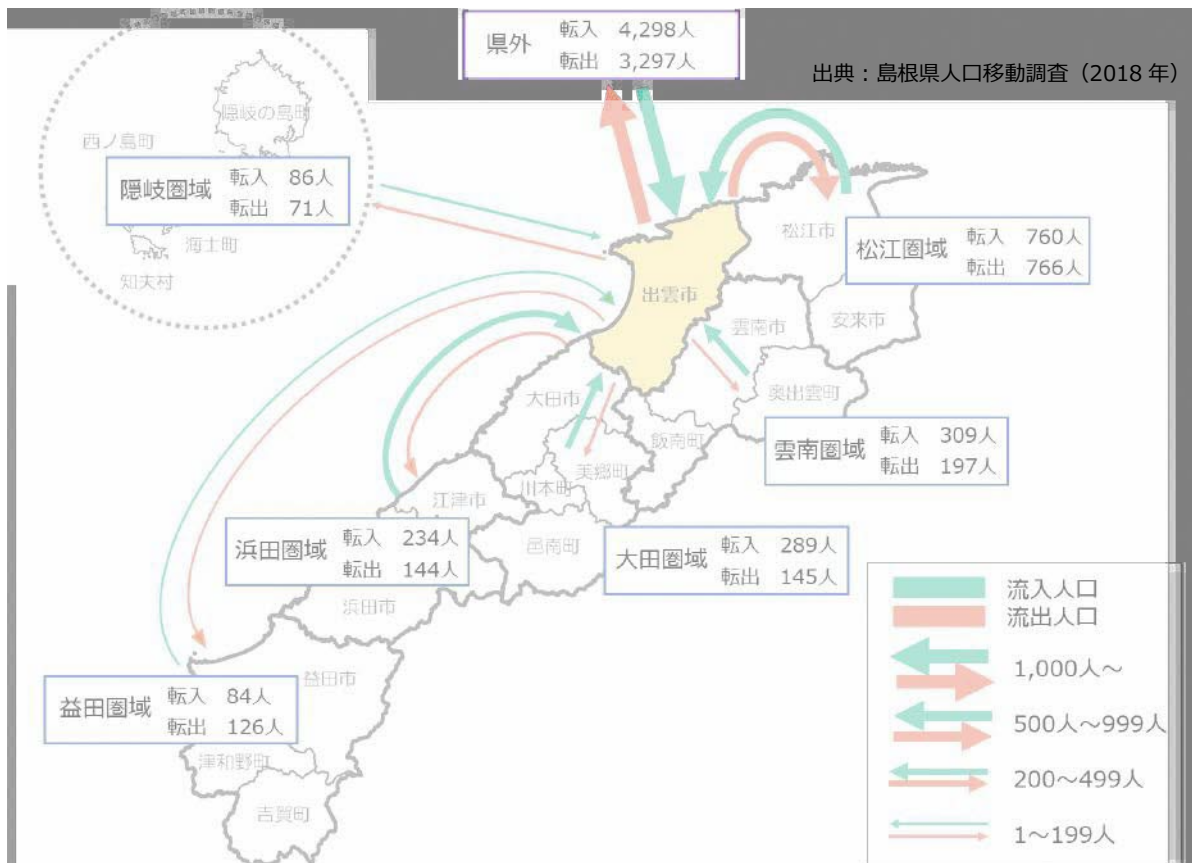 県外 転入 4,298人
転出 3,297人
出典：島根県人口移動調査（2018 年）
隠岐の島町
西ノ島町
隠岐圏域 転入 86人
転出 71人
海士町
知夫村
松江市
松江圏域 転入 760人
転出 766人
出雲市
雲南市
安来市
奥出雲町
大田市
飯南町
雲南圏域 転入 309人
転出 197人
美郷町
川本町
江津市
邑南町
浜田圏域 転入 234人
転出 144人
大田圏域 転入 289人
転出 145人
浜田市
流入人口
流出人口
1,000人～
500人～999人
200～499人
1～199人
益田市
益田圏域 転入 84人
転出 126人
津和野町
吉賀町